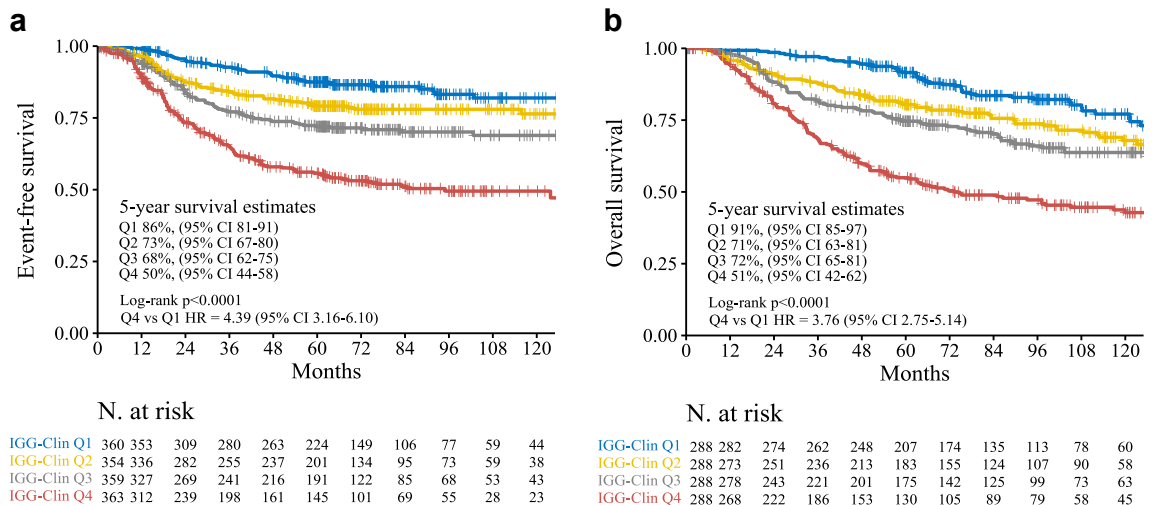 a
1.00
0.75
0.50
0.25
0.00
Event-free survival
5-year survival estimates
Q1 86%, (95% CI 81-91)
Q2 73%, (95% CI 67-80)
Q3 68%, (95% CI 62-75)
Q4 50%, (95% CI 44-58)
Log-rank p<0.0001
Q4 vs Q1 HR = 4.39 (95% CI 3.16-6.10)
0 12 24 36 48 60 72 84 96 108 120
Months
N. at risk
IGG-Clin Q1 360 353 309 280 263 224 149 106 77 59 44
IGG-Clin Q2 354 336 282 255 237 201 134 95 73 59 38
IGG-Clin Q3 359 327 269 241 216 191 122 85 68 53 43
IGG-Clin Q4 363 312 239 198 161 145 101 69 55 28 23
b
1.00
0.75
0.50
0.25
0.00
Overall survival
5-year survival estimates
Q1 91%, (95% CI 85-97)
Q2 71%, (95% CI 63-81)
Q3 72%, (95% CI 65-81)
Q4 51%, (95% CI 42-62)
Log-rank p<0.0001
Q4 vs Q1 HR = 3.76 (95% CI 2.75-5.14)
0 12 24 36 48 60 72 84 96 108 120
Months
N. at risk
IGG-Clin Q1 288 282 274 262 248 207 174 135 113 78 60
IGG-Clin Q2 288 273 251 236 213 183 155 124 107 90 58
IGG-Clin Q3 288 278 243 221 201 175 142 125 99 73 63
IGG-Clin Q4 288 268 222 186 153 130 105 89 79 58 45